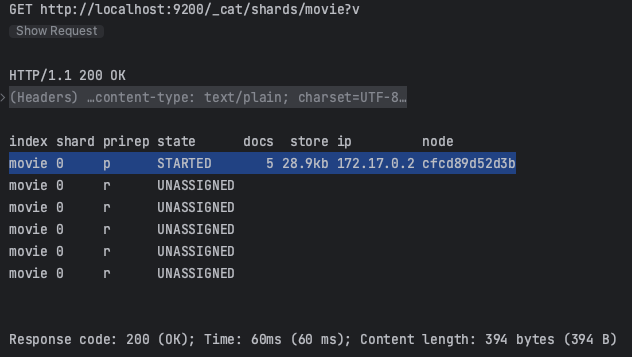 GET http://localhost:9200/_cat/shards/movie?v
Show Request
HTTP/1.1 200 OK
(Headers) …content-type: text/plain; charset=UTF-8…
index shard prirep state      docs  store ip         node
movie 0     p      STARTED       5 28.9kb 172.17.0.2 cfcd89d52d3b
movie 0     r      UNASSIGNED
movie 0     r      UNASSIGNED
movie 0     r      UNASSIGNED
movie 0     r      UNASSIGNED
movie 0     r      UNASSIGNED
Response code: 200 (OK); Time: 60ms (60 ms); Content length: 394 bytes (394 B)